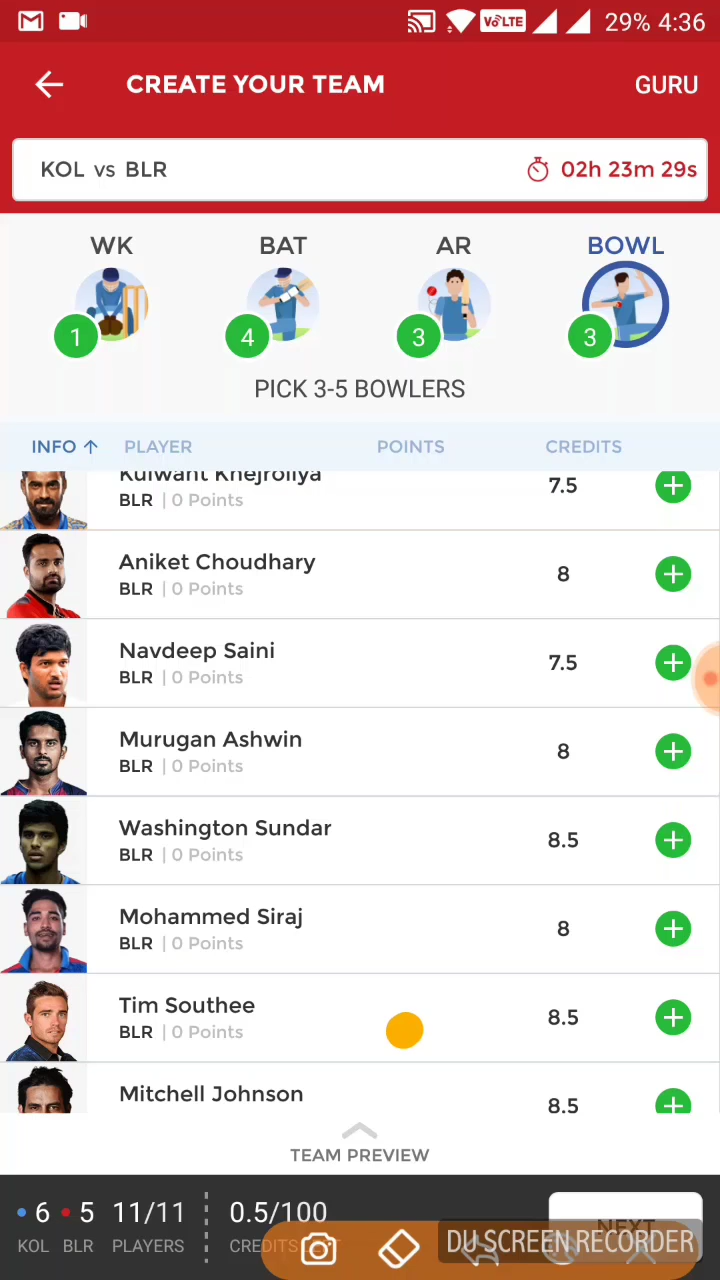 VoLTE 29% 4:36
CREATE YOUR TEAM GURU
KOL vs BLR 02h 23m 29s
WK BAT AR BOWL
1 4 3 3
PICK 3-5 BOWLERS
INFO PLAYER POINTS CREDITS
Kulwant Khejroliya 7.5
BLR | 0 Points
Aniket Choudhary 8
BLR | 0 Points
Navdeep Saini 7.5
BLR | 0 Points
Murugan Ashwin 8
BLR | 0 Points
Washington Sundar 8.5
BLR | 0 Points
Mohammed Siraj 8
BLR | 0 Points
Tim Southee 8.5
BLR | 0 Points
Mitchell Johnson 8.5
TEAM PREVIEW
6 5 11/11 0.5/100 NEXT
KOL BLR PLAYERS CREDITS LEFT
DU SCREEN RECORDER